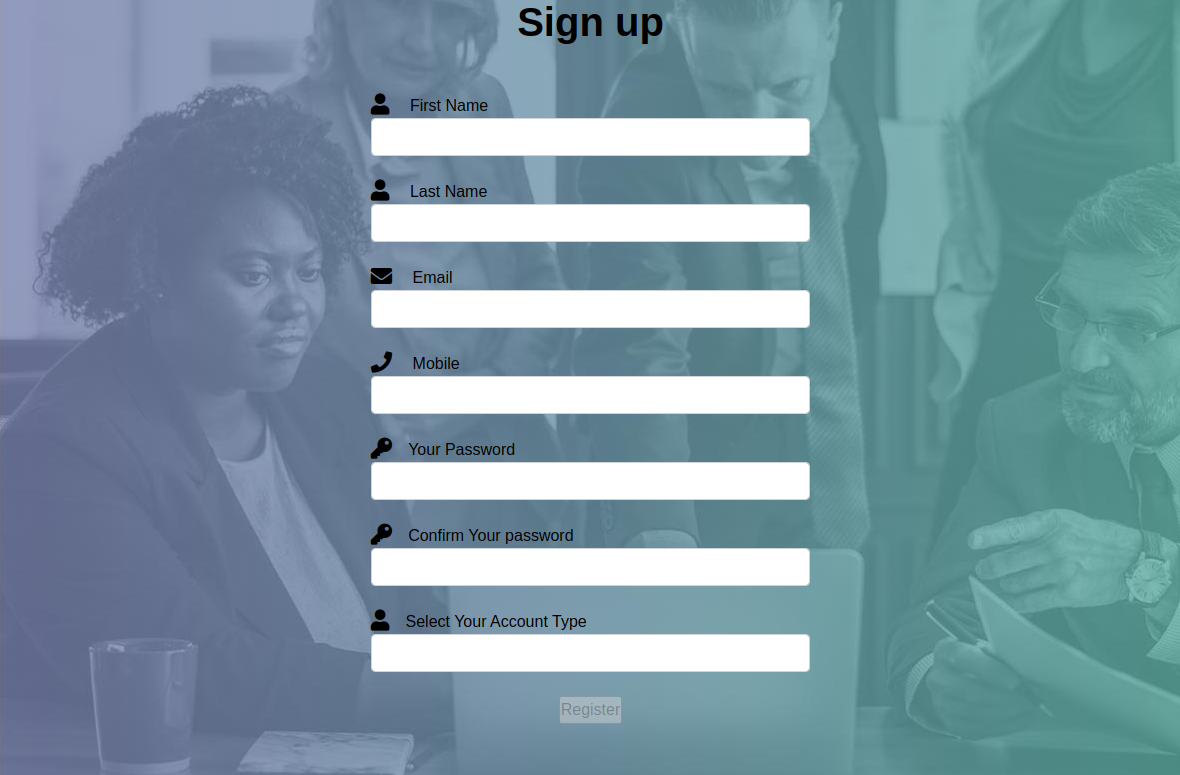 Sign up
First Name
Last Name
Email
Mobile
Your Password
Confirm Your password
Select Your Account Type
Register